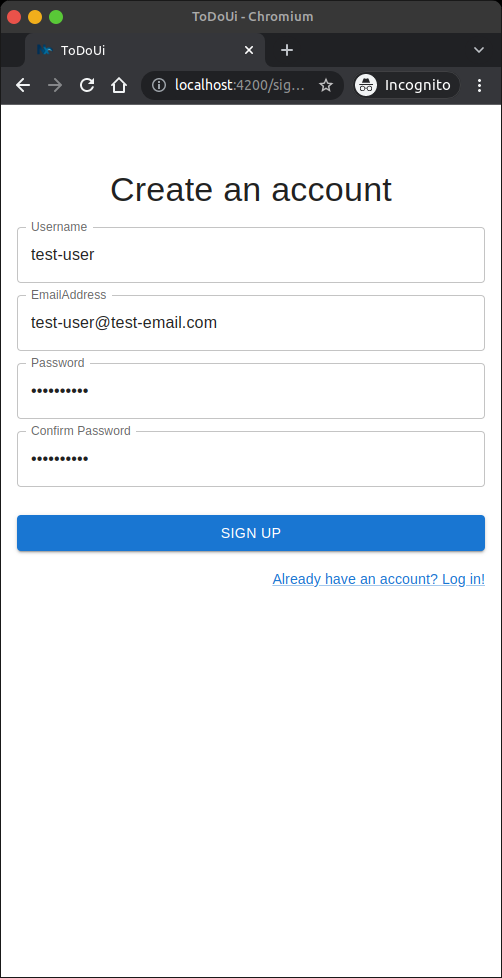 ToDoUi - Chromium
ToDoUi
localhost:4200/sig...
Incognito
Create an account
Username
test-user
EmailAddress
test-user@test-email.com
Password
••••••••••
Confirm Password
••••••••••
SIGN UP
Already have an account? Log in!